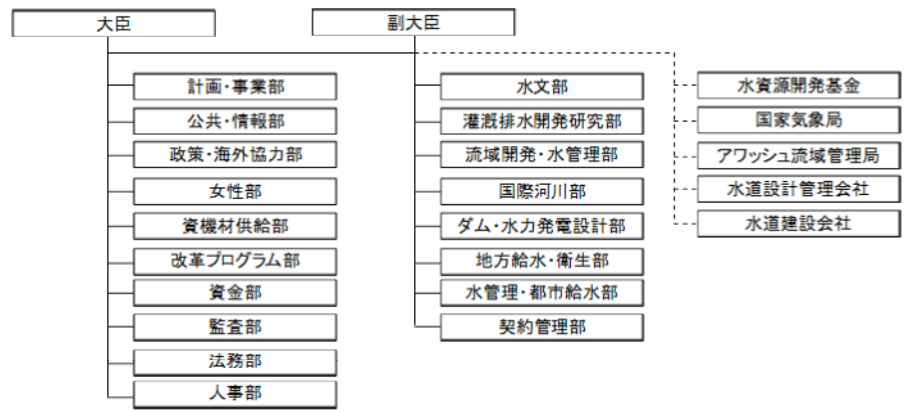 大臣
副大臣
計画・事業部
公共・情報部
政策・海外協力部
女性部
資機材供給部
改革プログラム部
資金部
監査部
法務部
人事部
水文部
灌漑排水開発研究部
流域開発・水管理部
国際河川部
ダム・水力発電設計部
地方給水・衛生部
水管理・都市給水部
契約管理部
水資源開発基金
国家気象局
アワッシュ流域管理局
水道設計管理会社
水道建設会社